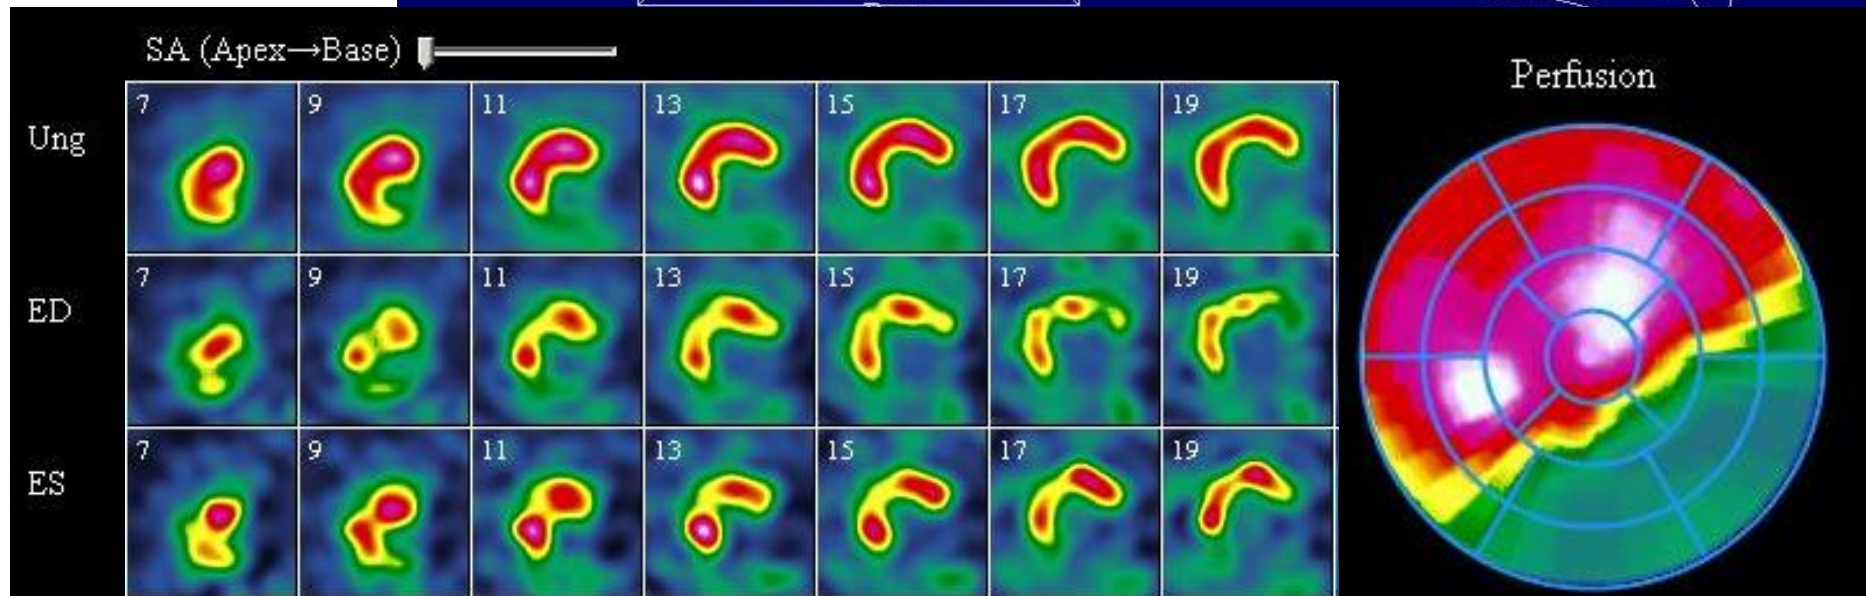 SA (Apex→Base)
Perfusion
Ung
7 9 11 13 15 17 19
ED
7 9 11 13 15 17 19
ES
7 9 11 13 15 17 19